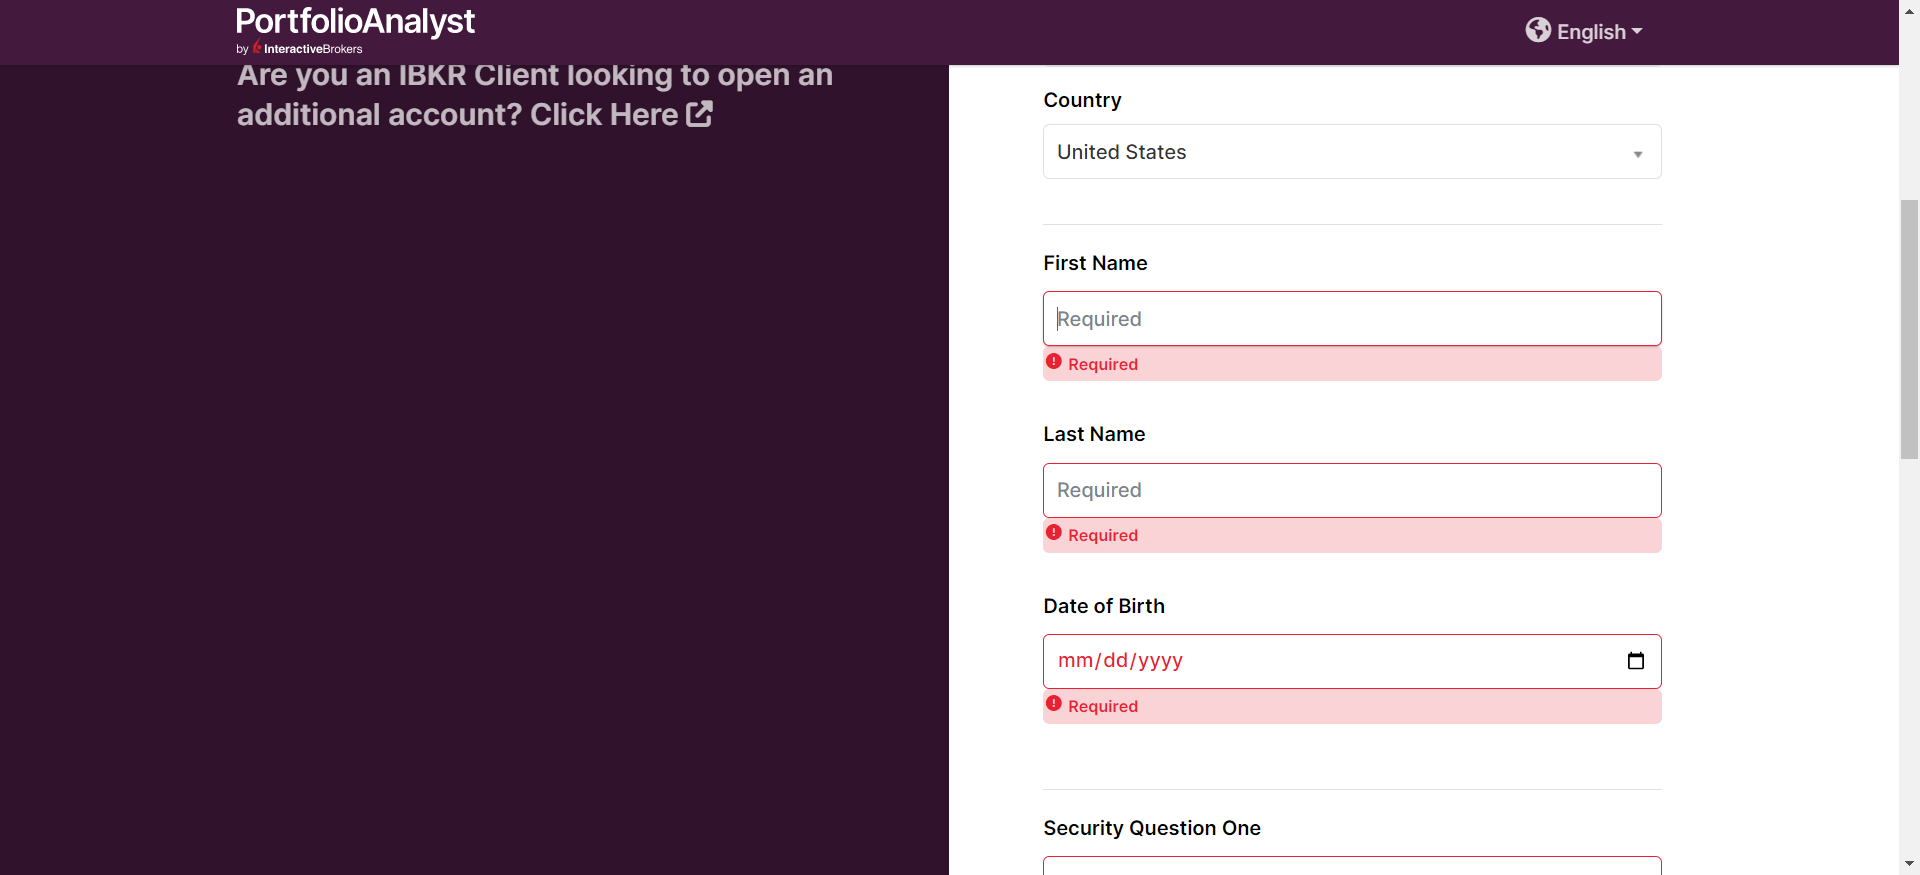 PortfolioAnalyst
by InteractiveBrokers
English
Are you an IBKR Client looking to open an
additional account? Click Here
Country
United States
First Name
Required
Required
Last Name
Required
Required
Date of Birth
mm/dd/yyyy
Required
Security Question One